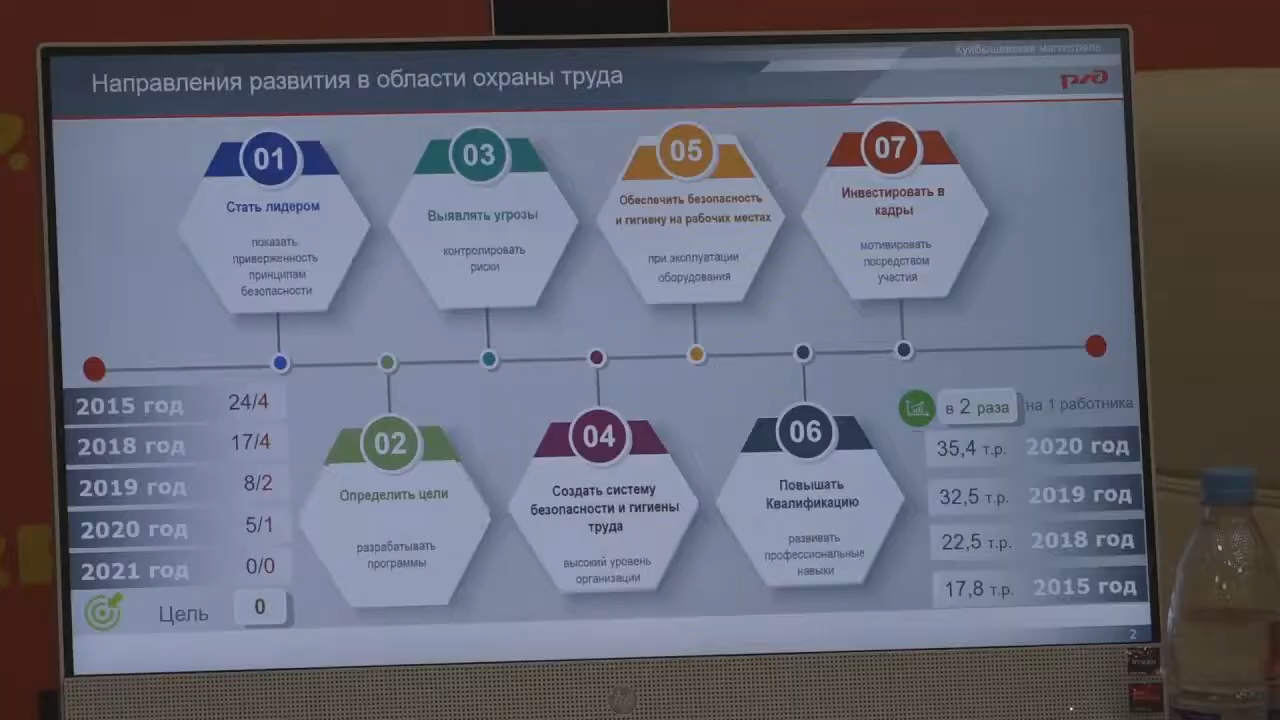 Куйбышевская магистраль
Направления развития в области охраны труда
ржд
01
Стать лидером
показать
приверженность
принципам
безопасности
03
Выявлять угрозы
контролировать
риски
05
Обеспечить безопасность
и гигиену на рабочих местах
при эксплуатации
оборудования
07
Инвестировать в
кадры
мотивировать
посредством
участия
02
Определить цели
разрабатывать
программы
04
Создать систему
безопасности и гигиены
труда
высокий уровень
организации
06
Повышать
Квалификацию
развивать
профессиональные
навыки
2015 год 24/4
2018 год 17/4
2019 год 8/2
2020 год 5/1
2021 год 0/0
Цель 0
в 2 раза на 1 работника
35,4 т.р. 2020 год
32,5 т.р. 2019 год
22,5 т.р. 2018 год
17,8 т.р. 2015 год
2